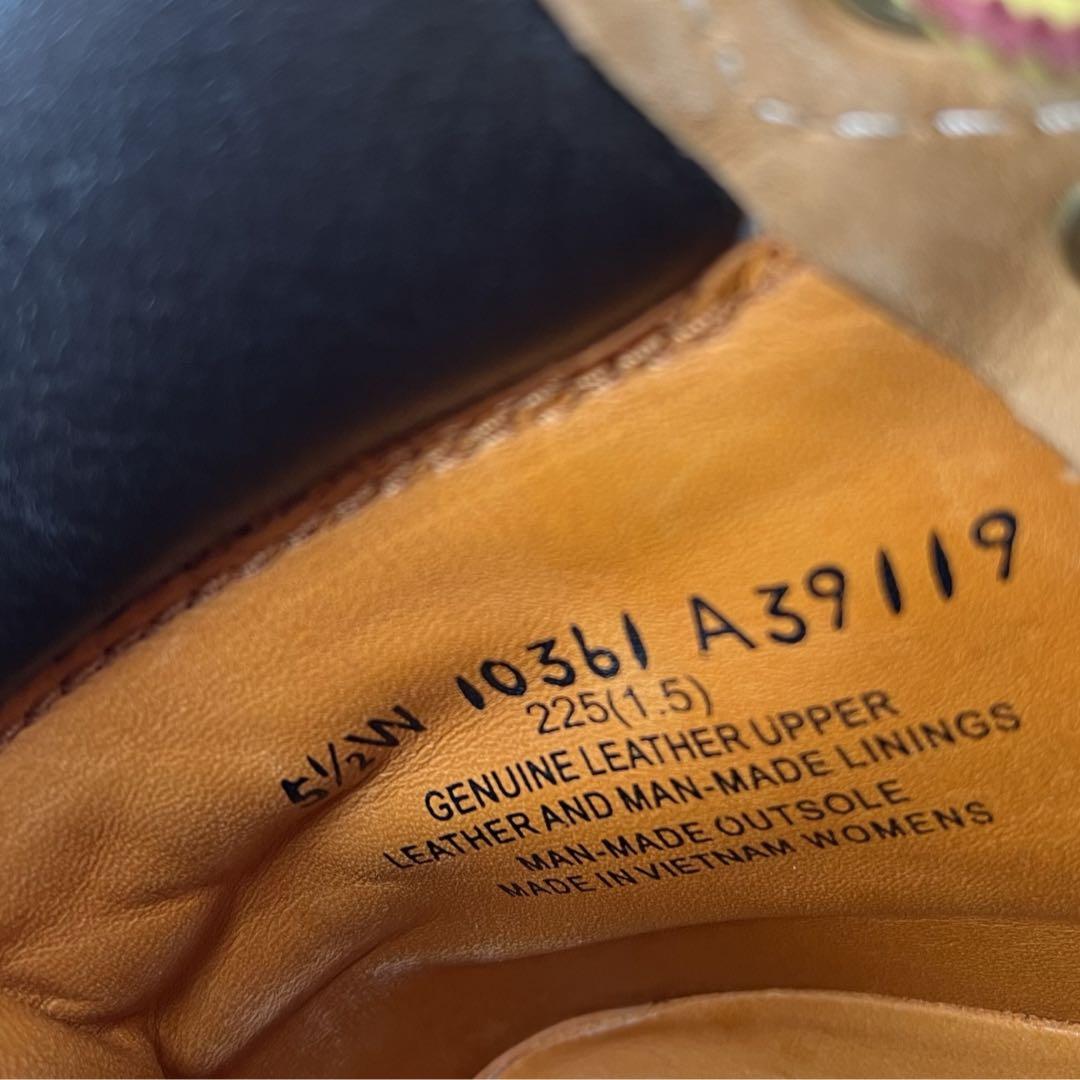 5½W 10361 A39119
225(1.5)
GENUINE LEATHER UPPER
LEATHER AND MAN-MADE LININGS
MAN-MADE OUTSOLE
MADE IN VIETNAM WOMENS